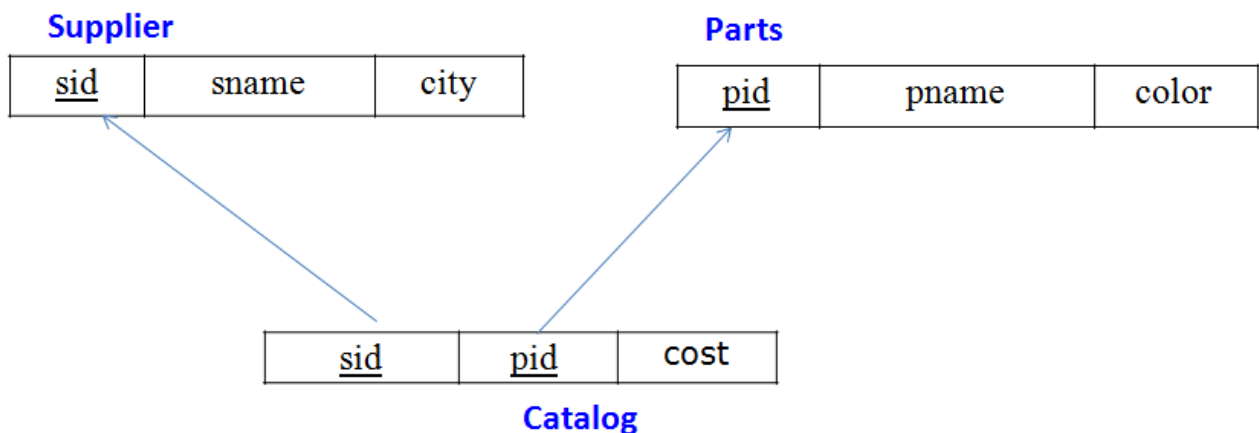 Supplier
sid sname city
Parts
pid pname color
sid pid cost
Catalog